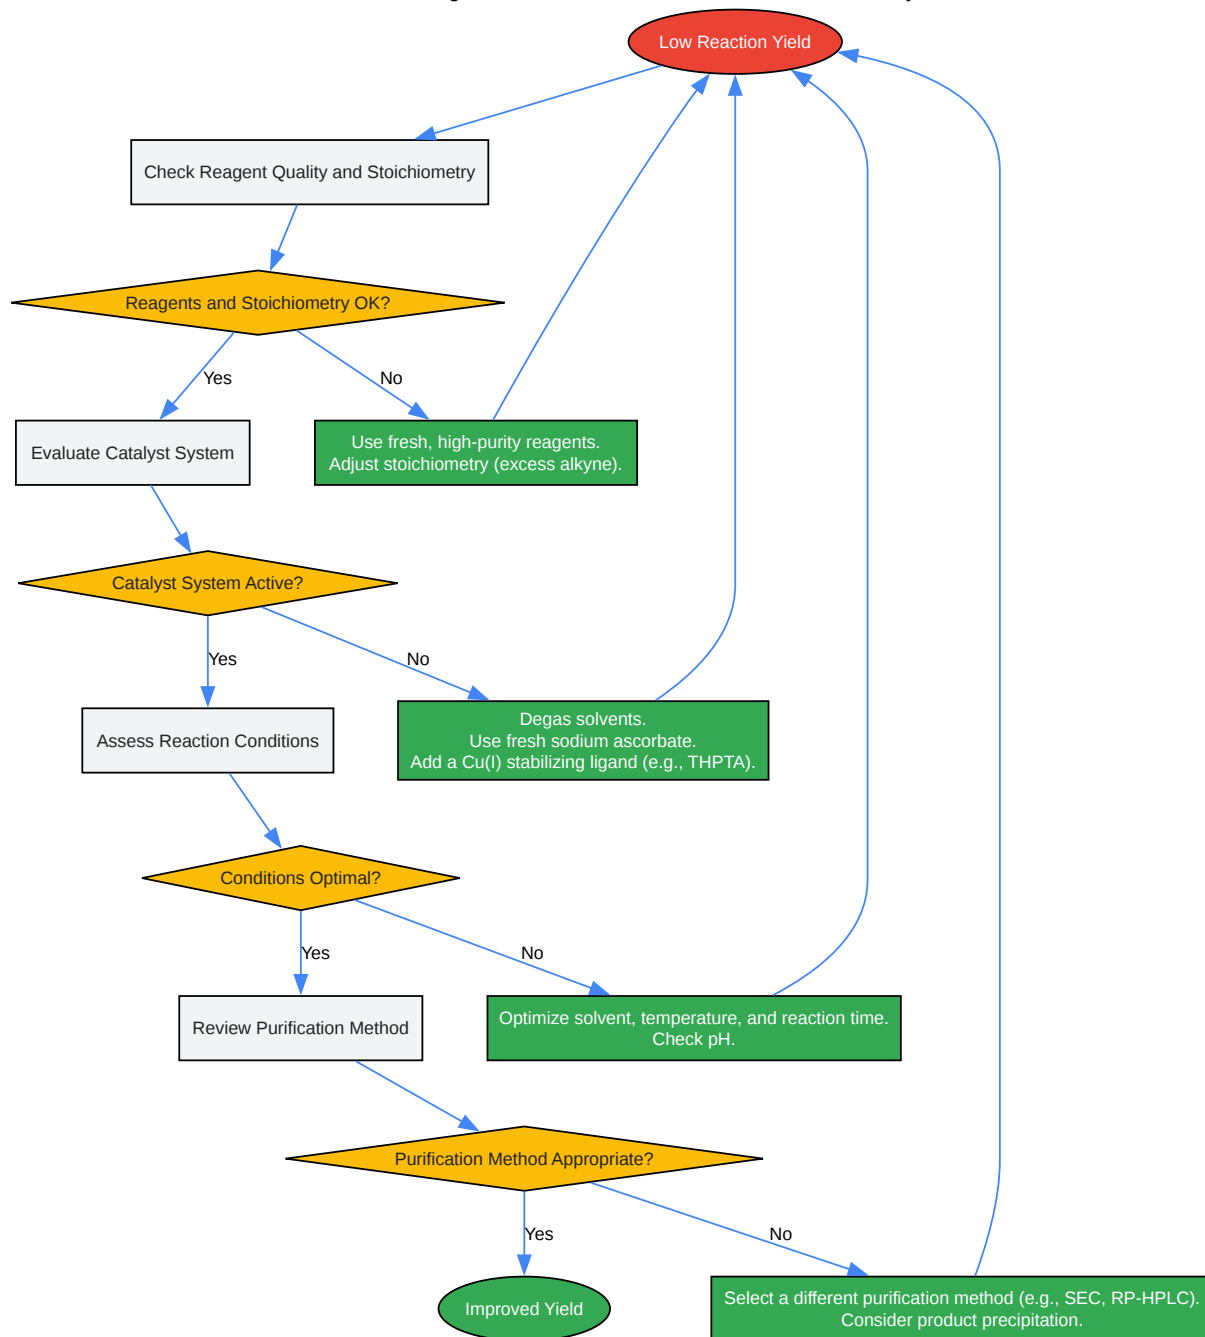 Low Reaction Yield
Check Reagent Quality and Stoichiometry
Reagents and Stoichiometry OK?
Yes
No
Evaluate Catalyst System
Use fresh, high-purity reagents.
Adjust stoichiometry (excess alkyne).
Catalyst System Active?
Yes
No
Assess Reaction Conditions
Degas solvents.
Use fresh sodium ascorbate.
Add a Cu(I) stabilizing ligand (e.g., THPTA).
Conditions Optimal?
Yes
No
Review Purification Method
Optimize solvent, temperature, and reaction time.
Check pH.
Purification Method Appropriate?
Yes
No
Improved Yield
Select a different purification method (e.g., SEC, RP-HPLC).
Consider product precipitation.